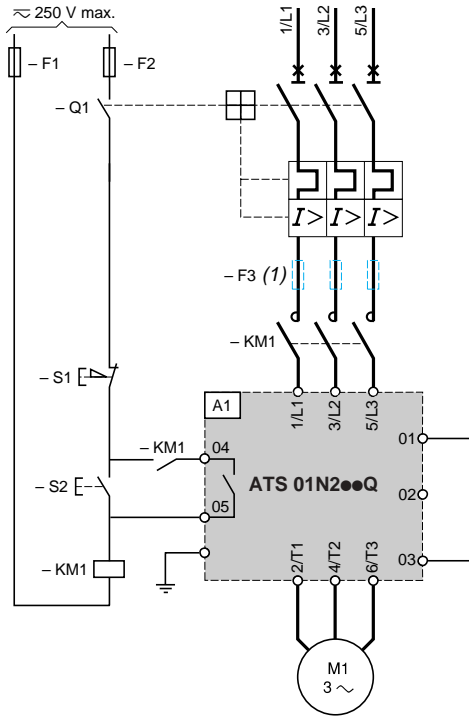 ⎓∼ 250 V max.
– F1
– F2
– Q1
1/L1
3/L2
5/L3
I>
I>
I>
– F3 (1)
– KM1
– S1
A1
1/L1
3/L2
5/L3
– KM1
04
01
– S2
ATS 01N2●●Q
02
05
– KM1
03
2/T1
4/T2
6/T3
M1
3 ∼